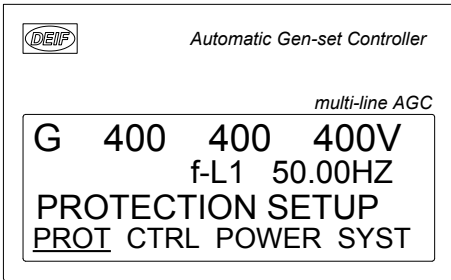 DEIF
Automatic Gen-set Controller
multi-line AGC
G 400 400 400V
f-L1 50.00HZ
PROTECTION SETUP
PROT CTRL POWER SYST